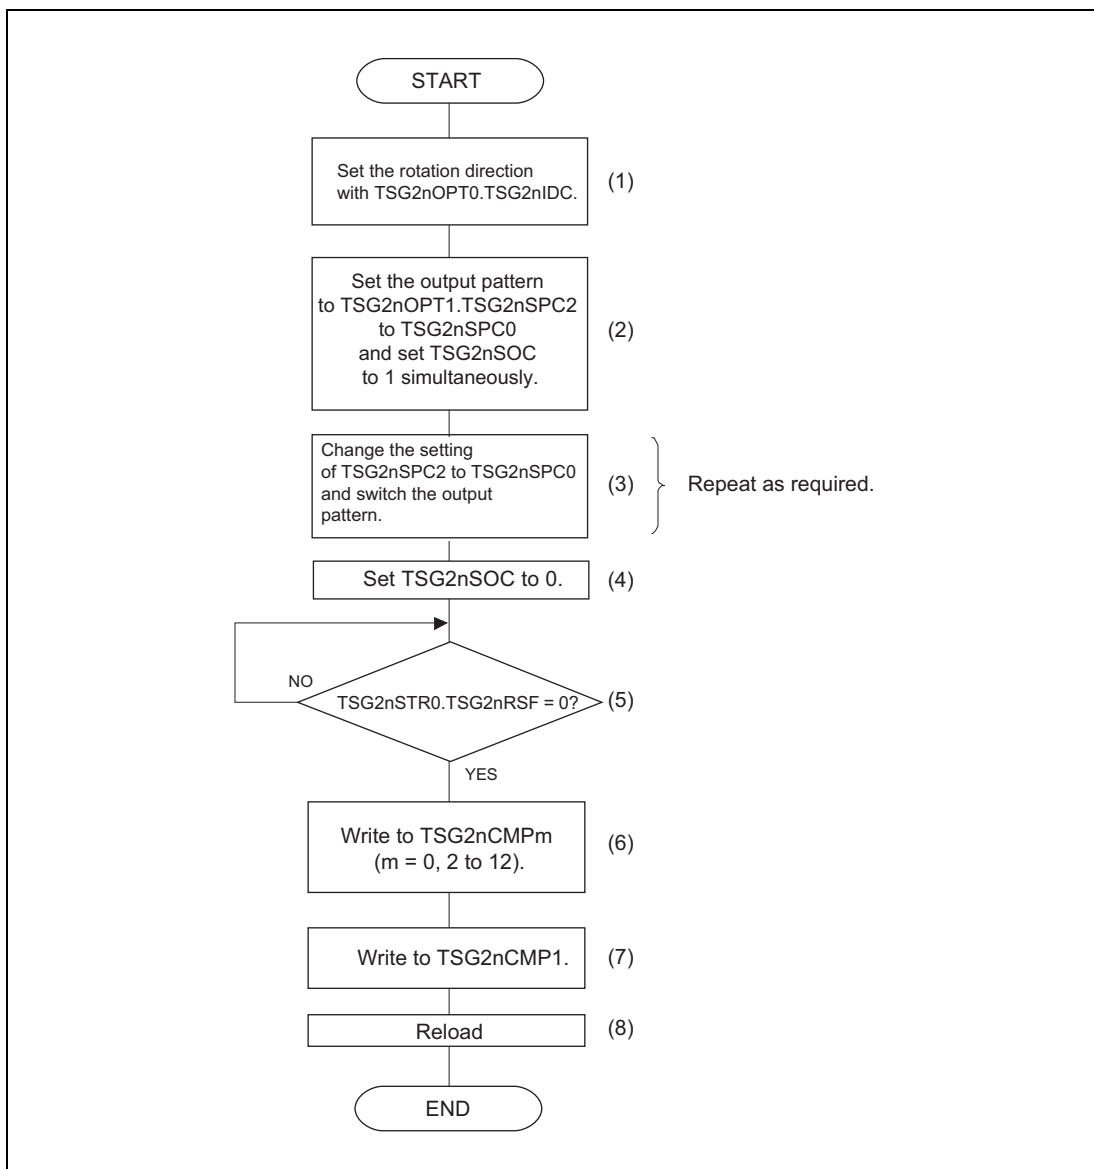 START
Set the rotation direction
with TSG2nOPT0.TSG2nIDC.
(1)
Set the output pattern
to TSG2nOPT1.TSG2nSPC2
to TSG2nSPC0
and set TSG2nSOC
to 1 simultaneously.
(2)
Change the setting
of TSG2nSPC2 to TSG2nSPC0
and switch the output
pattern.
(3)
Repeat as required.
Set TSG2nSOC to 0.
(4)
NO
TSG2nSTR0.TSG2nRSF = 0?
(5)
YES
Write to TSG2nCMPm
(m = 0, 2 to 12).
(6)
Write to TSG2nCMP1.
(7)
Reload
(8)
END